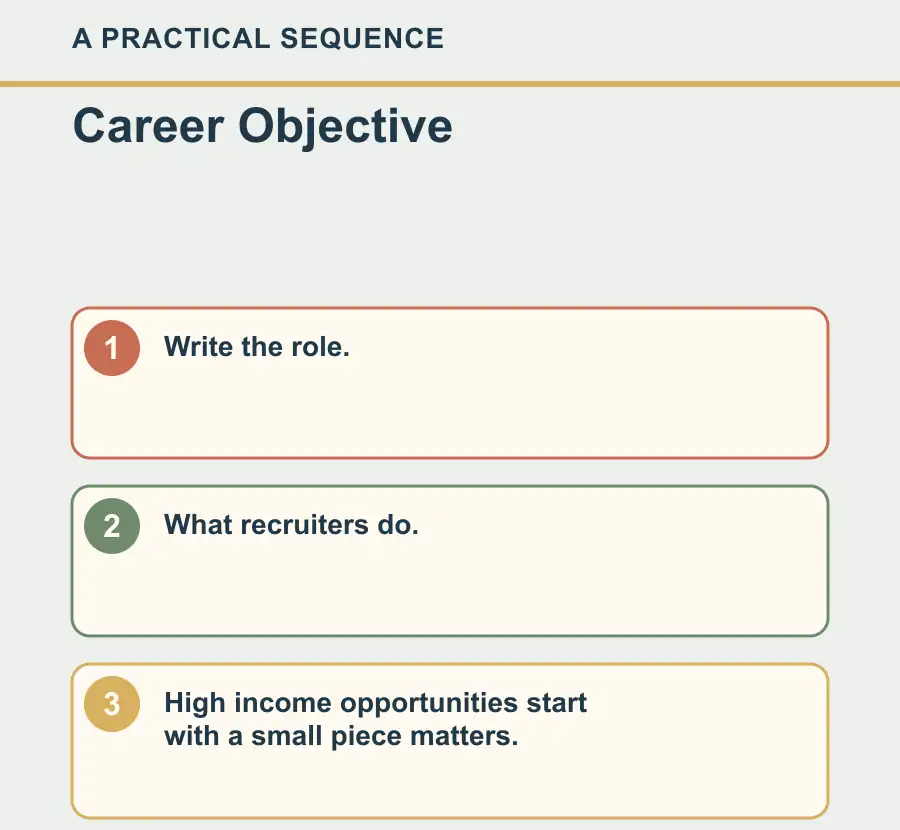 A PRACTICAL SEQUENCE
Career Objective
1
Write the role.
2
What recruiters do.
3
High income opportunities start
with a small piece matters.